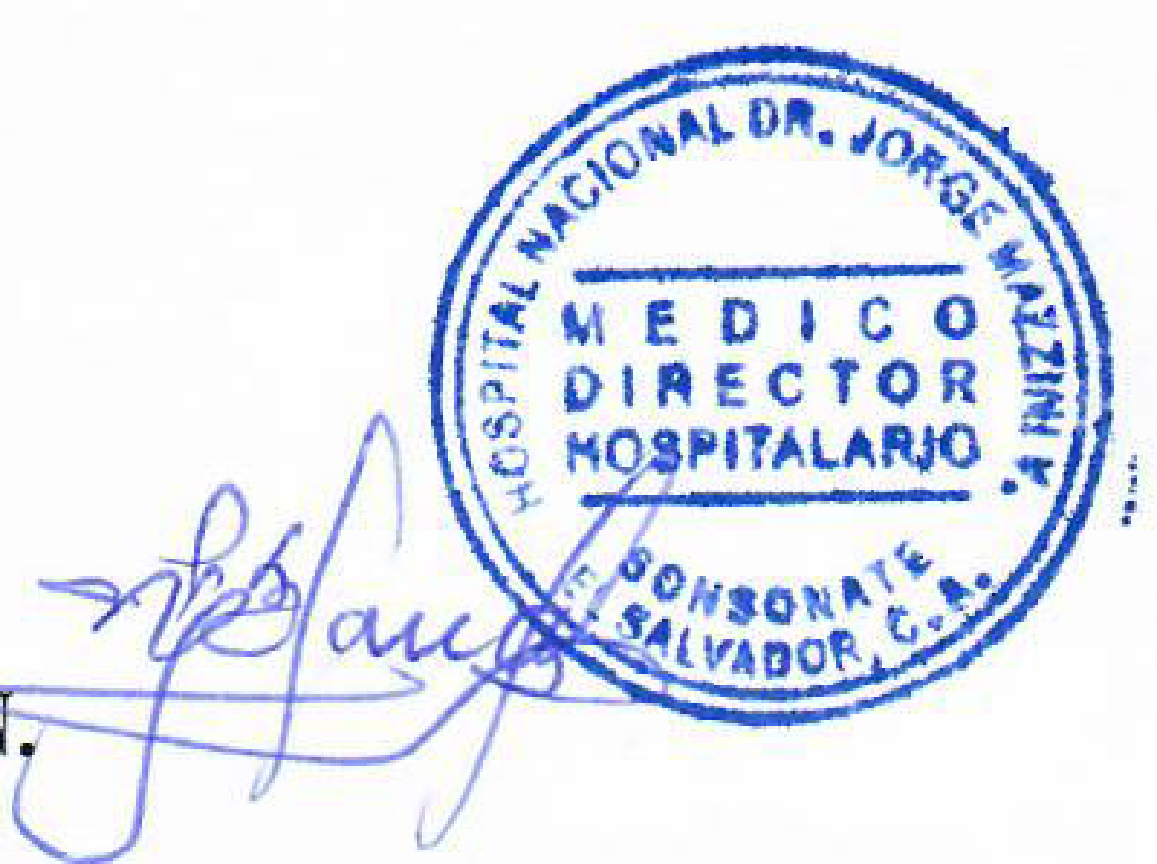 HOSPITAL NACIONAL DR. JORGE MAZZINI V.
MEDICO
DIRECTOR
HOSPITALARIO
SONSONATE
EL SALVADOR, C. A.